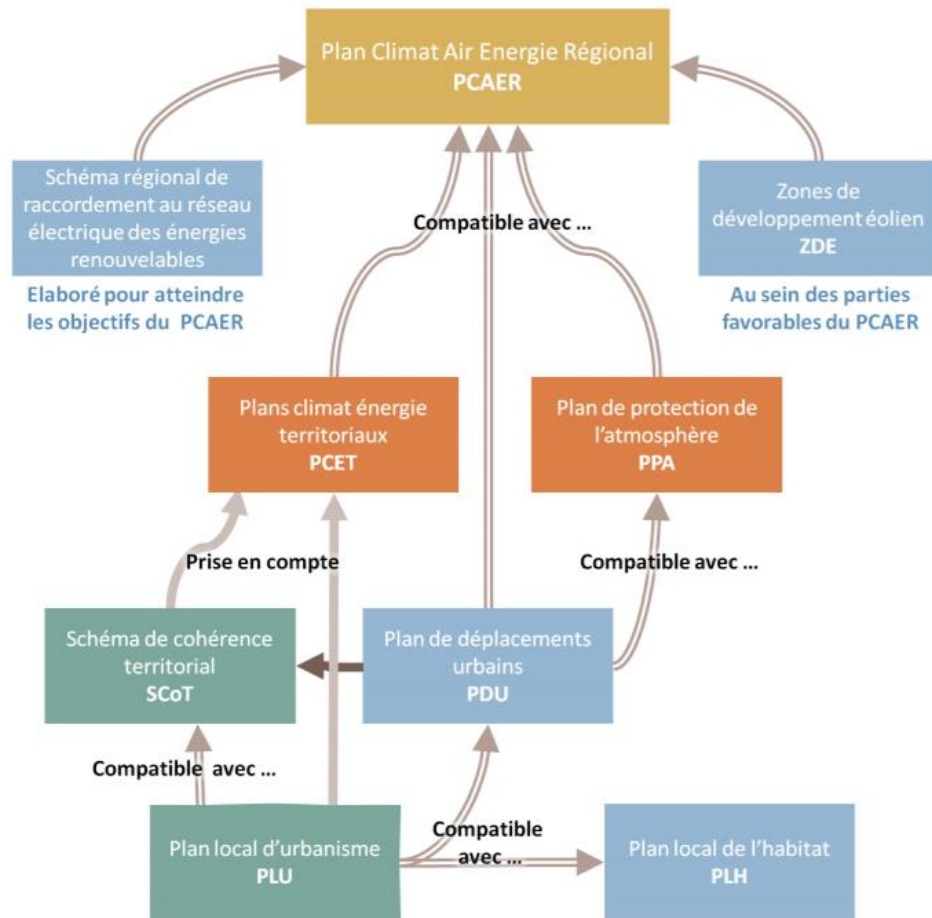 Plan Climat Air Energie Régional
PCAER
Schéma régional de
raccordement au réseau
électrique des énergies
renouvelables
Zones de
développement éolien
ZDE
Compatible avec ...
Elaboré pour atteindre
les objectifs du PCAER
Au sein des parties
favorables du PCAER
Plans climat énergie
territoriaux
PCET
Plan de protection de
l'atmosphère
PPA
Prise en compte
Compatible avec ...
Schéma de cohérence
territorial
SCoT
Plan de déplacements
urbains
PDU
Compatible avec ...
Compatible
avec ...
Plan local d'urbanisme
PLU
Plan local de l'habitat
PLH